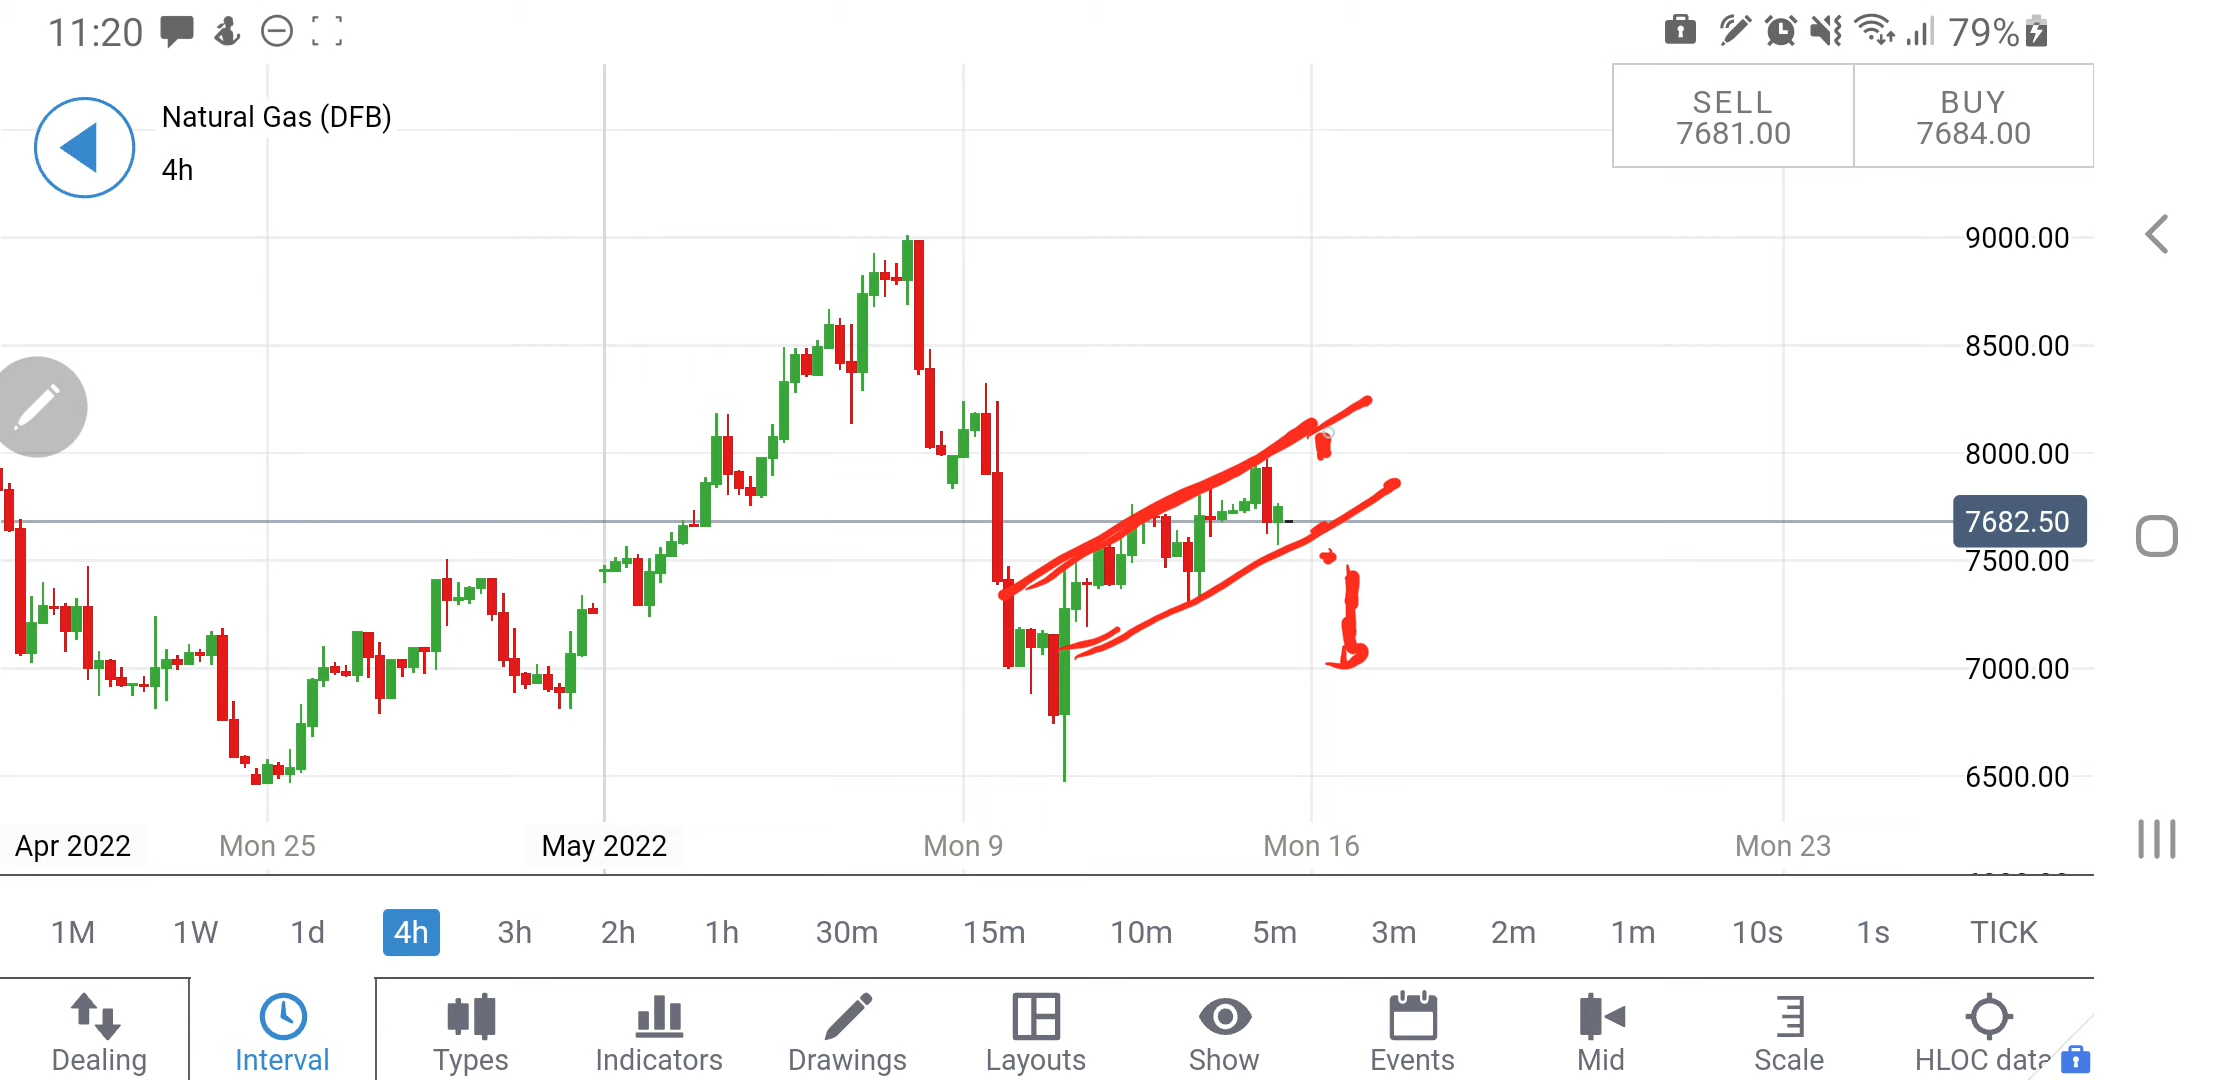 11:20
79%
Natural Gas (DFB)
4h
SELL
7681.00
BUY
7684.00
9000.00
8500.00
8000.00
7682.50
7500.00
7000.00
6500.00
Apr 2022
Mon 25
May 2022
Mon 9
Mon 16
Mon 23
1M
1W
1d
4h
3h
2h
1h
30m
15m
10m
5m
3m
2m
1m
10s
1s
TICK
Dealing
Interval
Types
Indicators
Drawings
Layouts
Show
Events
Mid
Scale
HLOC data